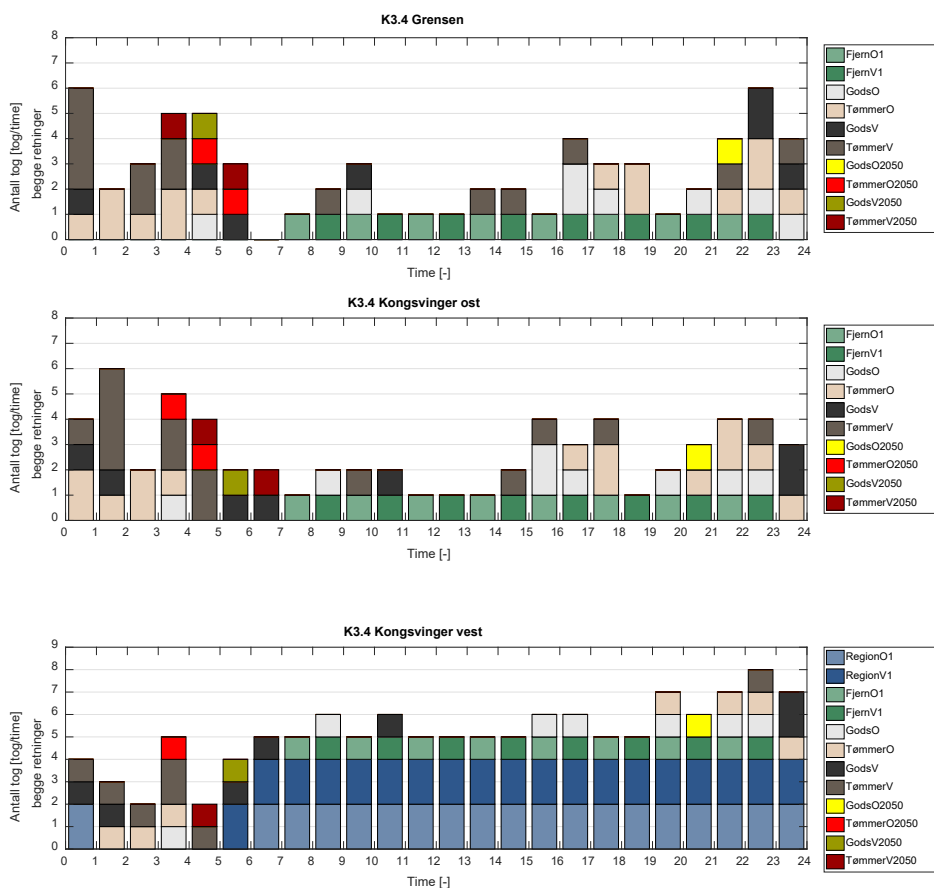 K3.4 Grensen
Antall tog [tog/time]
begge retninger
8
7
6
5
4
3
2
1
0
0 1 2 3 4 5 6 7 8 9 10 11 12 13 14 15 16 17 18 19 20 21 22 23 24
Time [-]
FjernO1
FjernV1
GodsO
TømmerO
GodsV
TømmerV
GodsO2050
TømmerO2050
GodsV2050
TømmerV2050
K3.4 Kongsvinger ost
Antall tog [tog/time]
begge retninger
8
7
6
5
4
3
2
1
0
0 1 2 3 4 5 6 7 8 9 10 11 12 13 14 15 16 17 18 19 20 21 22 23 24
Time [-]
FjernO1
FjernV1
GodsO
TømmerO
GodsV
TømmerV
GodsO2050
TømmerO2050
GodsV2050
TømmerV2050
K3.4 Kongsvinger vest
Antall tog [tog/time]
begge retninger
9
8
7
6
5
4
3
2
1
0
0 1 2 3 4 5 6 7 8 9 10 11 12 13 14 15 16 17 18 19 20 21 22 23 24
Time [-]
RegionO1
RegionV1
FjernO1
FjernV1
GodsO
TømmerO
GodsV
TømmerV
GodsO2050
TømmerO2050
GodsV2050
TømmerV2050